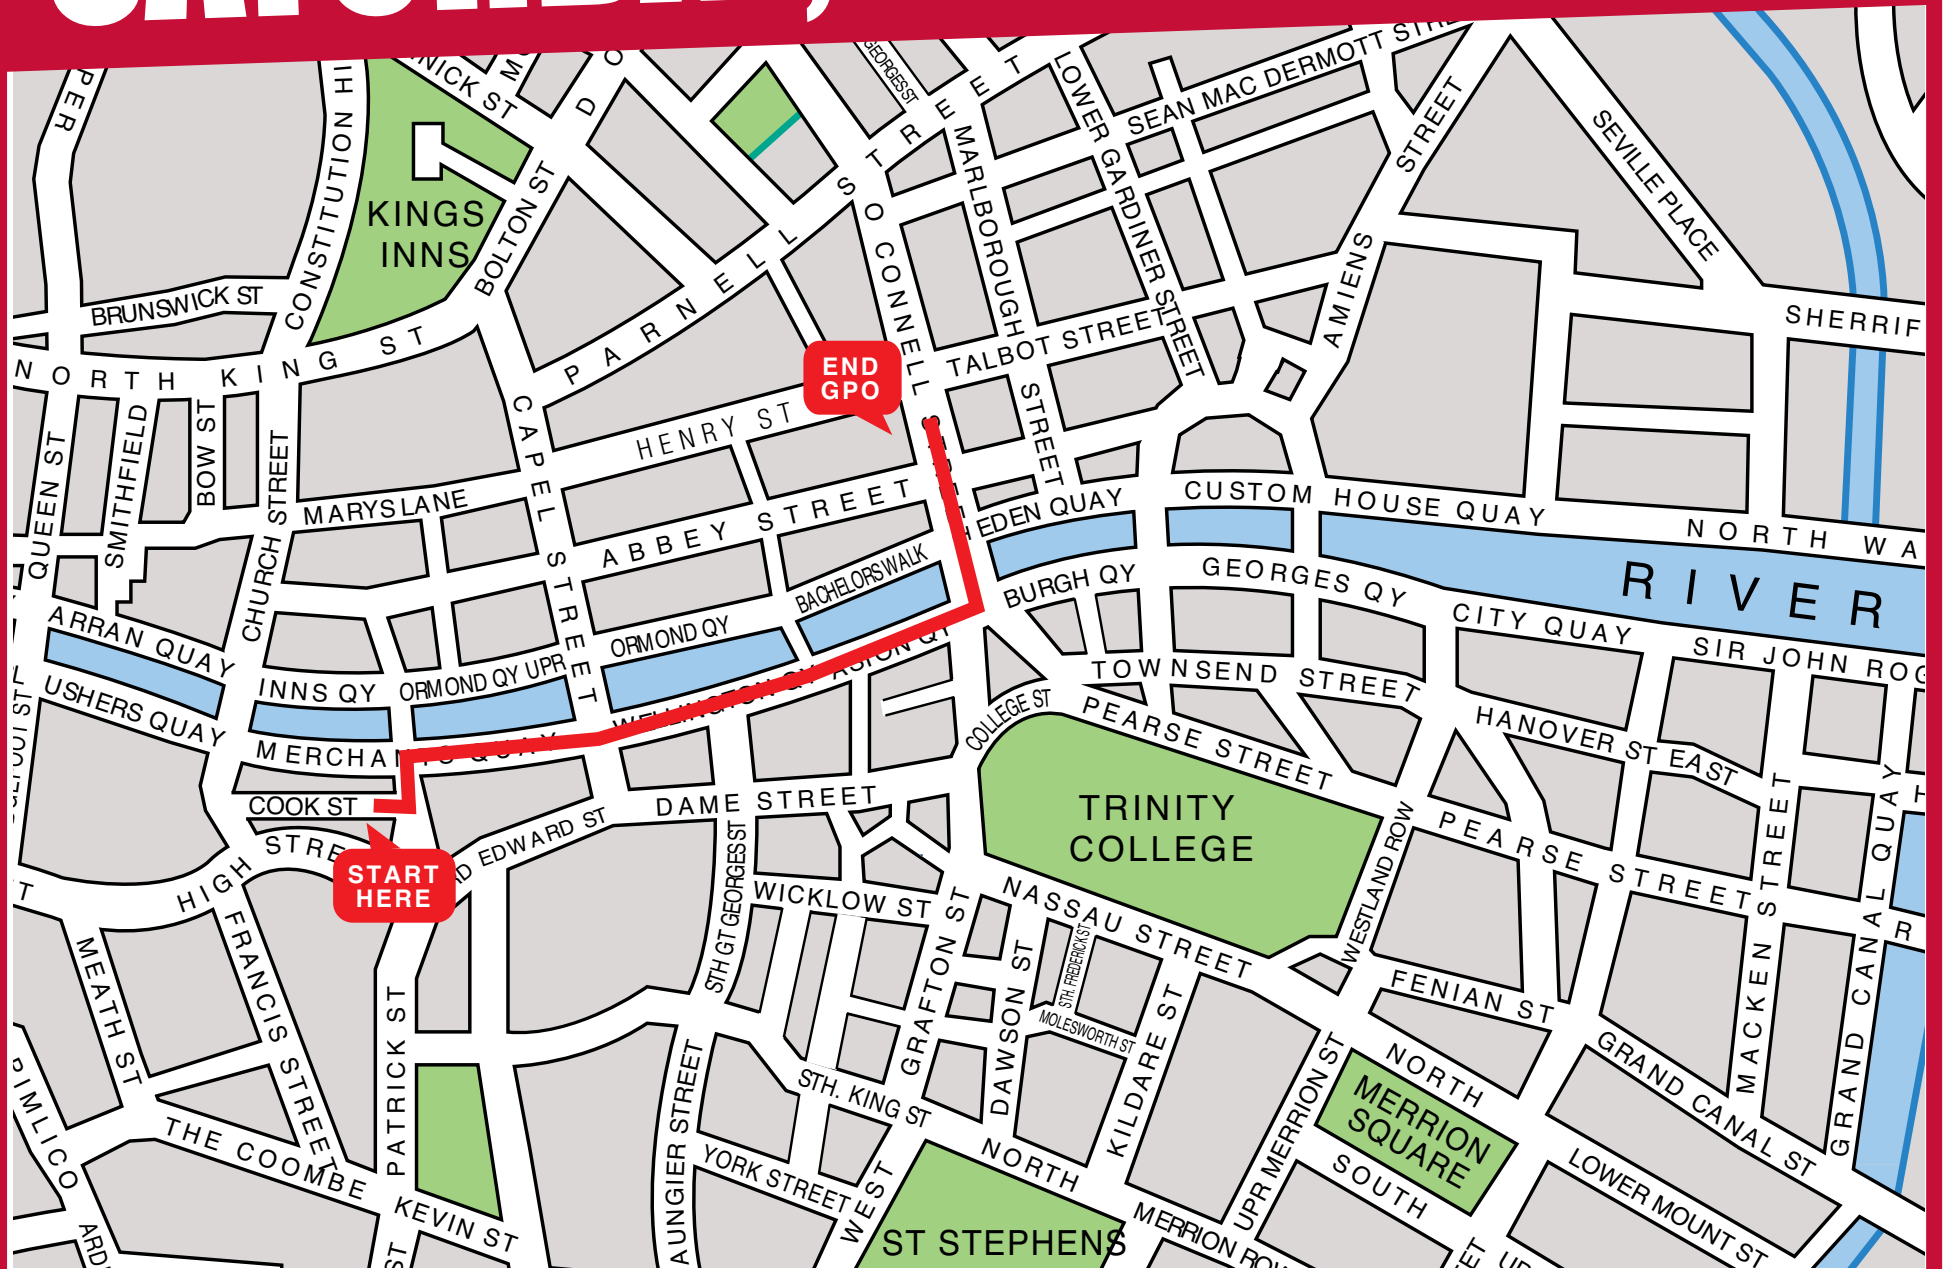 GEORGES ST
SEAN MAC DERMOTT
LOWER GARDINER STREET
MARLBOROUGH STREET
SEVILLE PLACE
AMIENS STREET
CONSTITUTION H
KINGS
INNS
BOLTON ST
BRUNSWICK ST
NORTH KING ST
PARNELL STREET
O CONNELL
TALBOT STREET
SHERRIF
END
GPO
HENRY ST
CAPEL STREET
QUEEN ST
SMITHFIELD
BOW ST
CHURCH STREET
MARYS LANE
ABBEY STREET
BACHELORS WALK
EDEN QUAY
CUSTOM HOUSE QUAY
NORTH WA
RIVER
BURGH QY
GEORGES QY
CITY QUAY
SIR JOHN ROG
ARRAN QUAY
USHERS QUAY
INNS QY
ORMOND QY UPR
ORMOND QY
WELLINGTON QY
MERCHANTS QUAY
COOK ST
START
HERE
HIGH STRE
EDWARD ST
DAME STREET
COLLEGE ST
TOWNSEND STREET
PEARSE STREET
HANOVER ST EAST
TRINITY
COLLEGE
PEARSE STREET
WESTLAND ROW
MACKEN STREET
GRAND CANAL QUAY
WICKLOW ST
STH GT GEORGES ST
NASSAU STREET
GRAFTON ST
DAWSON ST
STH. FREDERICK ST
MOLESWORTH ST
KILDARE ST
FENIAN ST
GRAND CANAL ST
MEATH ST
FRANCIS STREET
PATRICK ST
PIMLICO
THE COOMBE
KEVIN ST
AUNGIER STREET
STH. KING ST
YORK STREET
WEST
NORTH
ST STEPHENS
MERRION ROW
UPR MERRION ST
NORTH
MERRION
SQUARE
SOUTH
LOWER MOUNT ST
ARD
ST